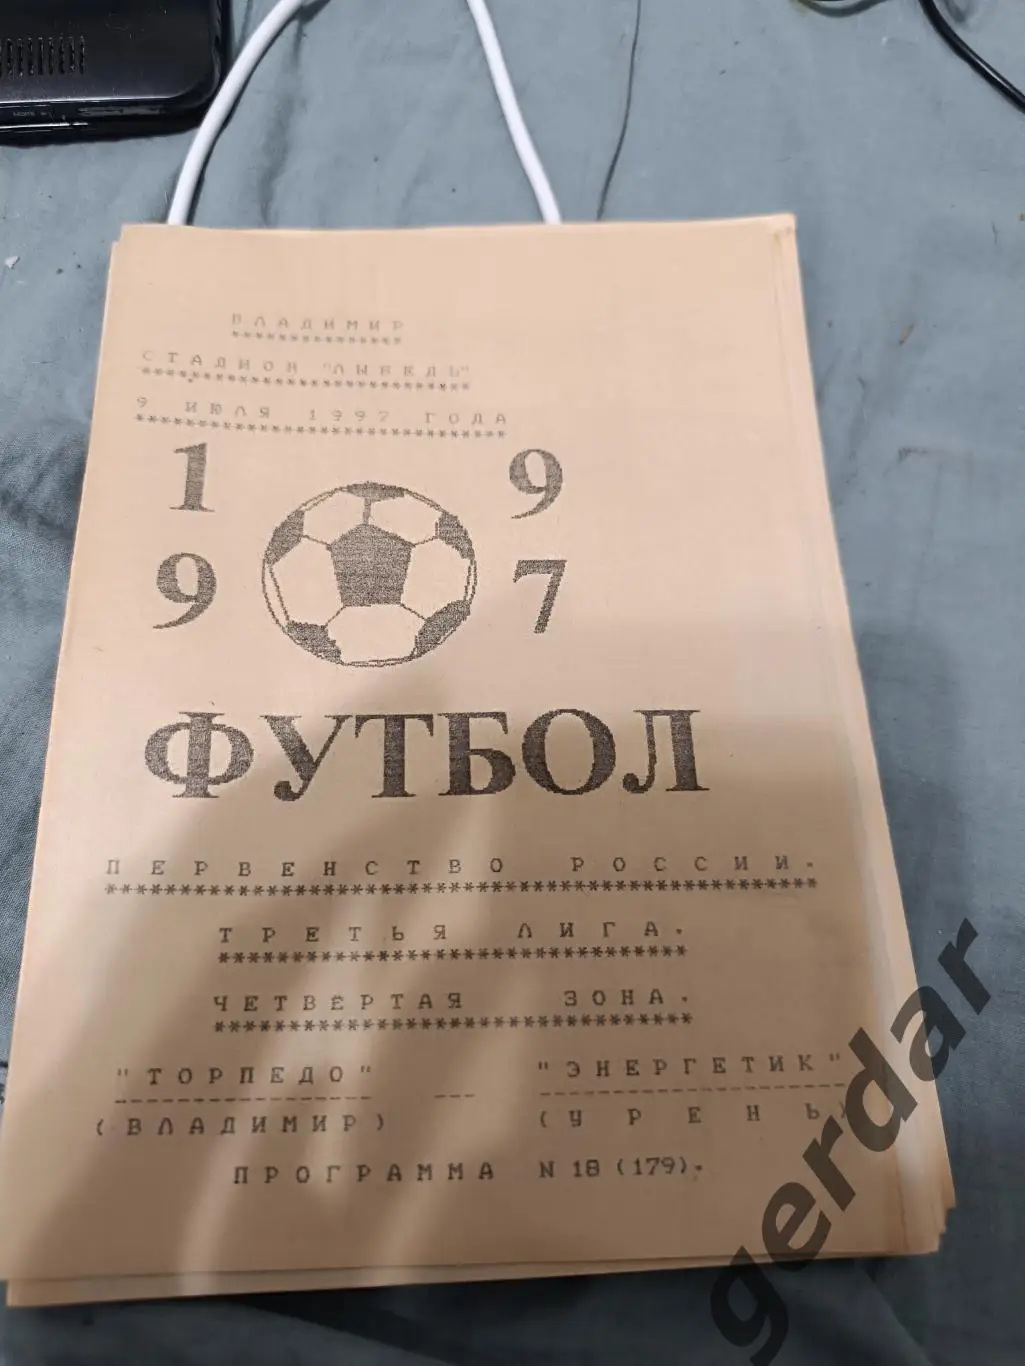 ВЛАДИМИР
***************
СТАДИОН "ЛЫБЕДЬ"
*****************************
9 ИЮЛЯ 1997 ГОДА
********************************
1 9
9 7
ФУТБОЛ
ПЕРВЕНСТВО РОССИИ.
**********************************************
ТРЕТЬЯ ЛИГА.
********************************
ЧЕТВЕРТАЯ ЗОНА.
*********************************
"ТОРПЕДО" --- "ЭНЕРГЕТИК"
(ВЛАДИМИР) (УРЕНЬ)
ПРОГРАММА N 18 (179).
gerdar